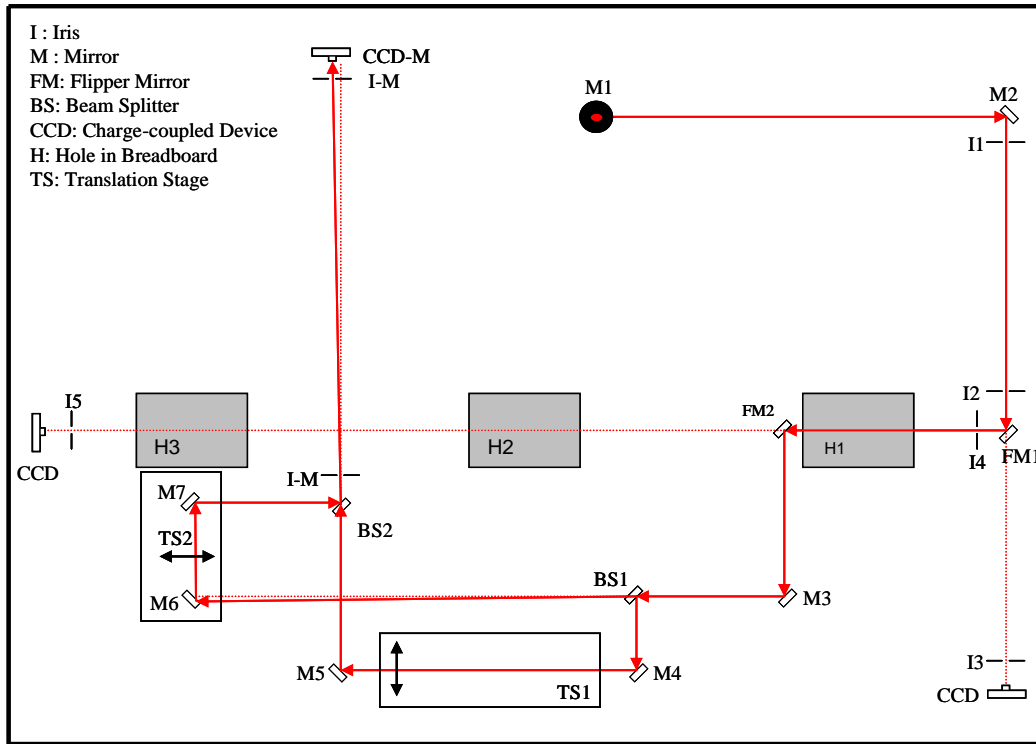 I : Iris
M : Mirror
FM: Flipper Mirror
BS: Beam Splitter
CCD: Charge-coupled Device
H: Hole in Breadboard
TS: Translation Stage
CCD-M
I-M
M1
M2
I1
I2
I5
H3
H2
FM2
H1
I4
FM1
CCD
I-M
M7
BS2
TS2
BS1
M6
M3
M5
M4
TS1
I3
CCD